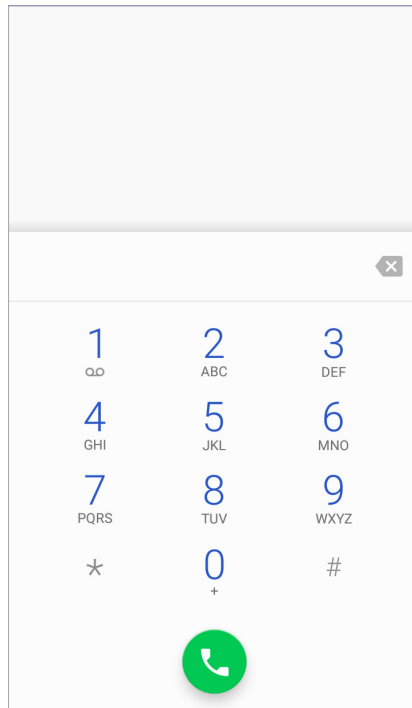 1 2 3
ABC DEF
4 5 6
GHI JKL MNO
7 8 9
PQRS TUV WXYZ
* 0 #
+